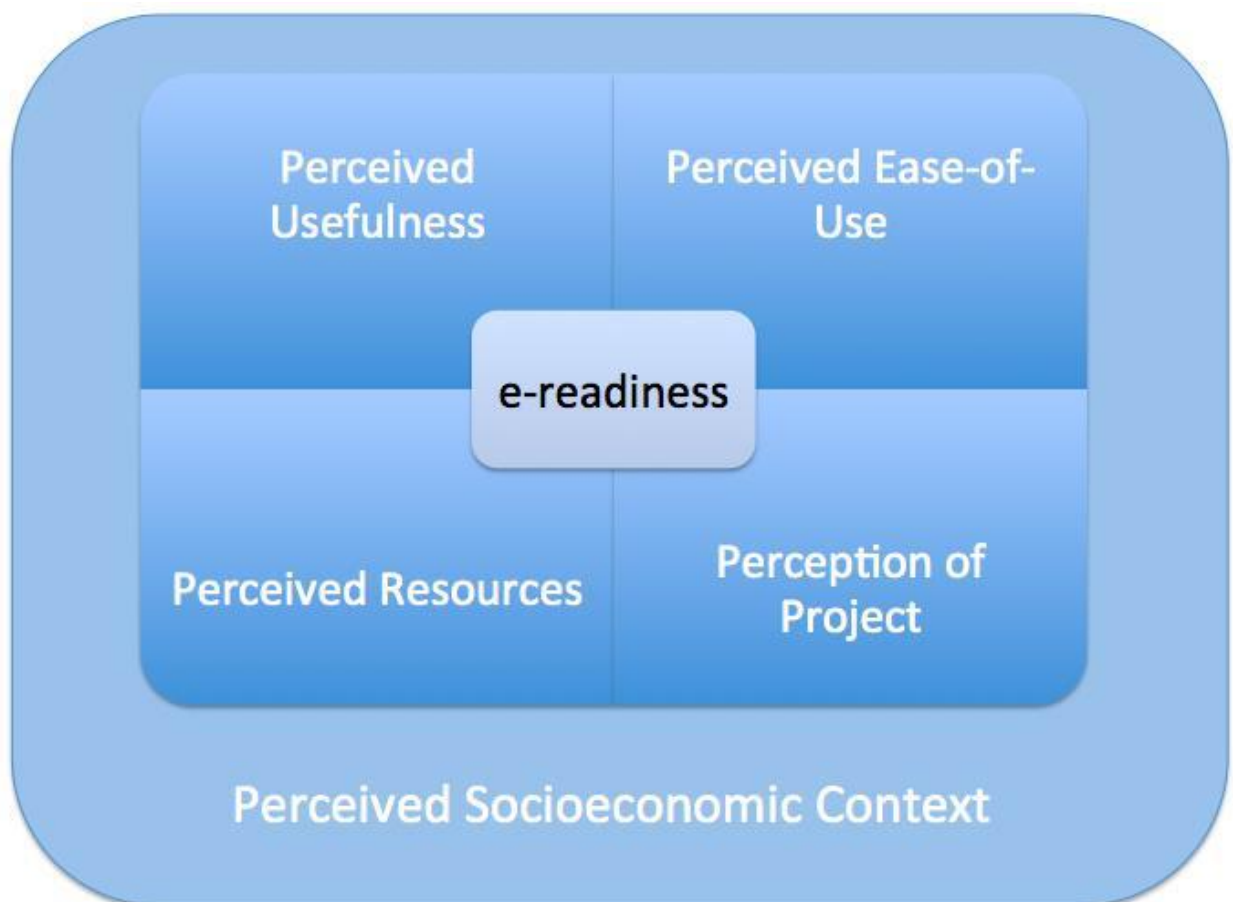 Perceived
Usefulness
Perceived Ease-of-
Use
e-readiness
Perceived Resources
Perception of
Project
Perceived Socioeconomic Context